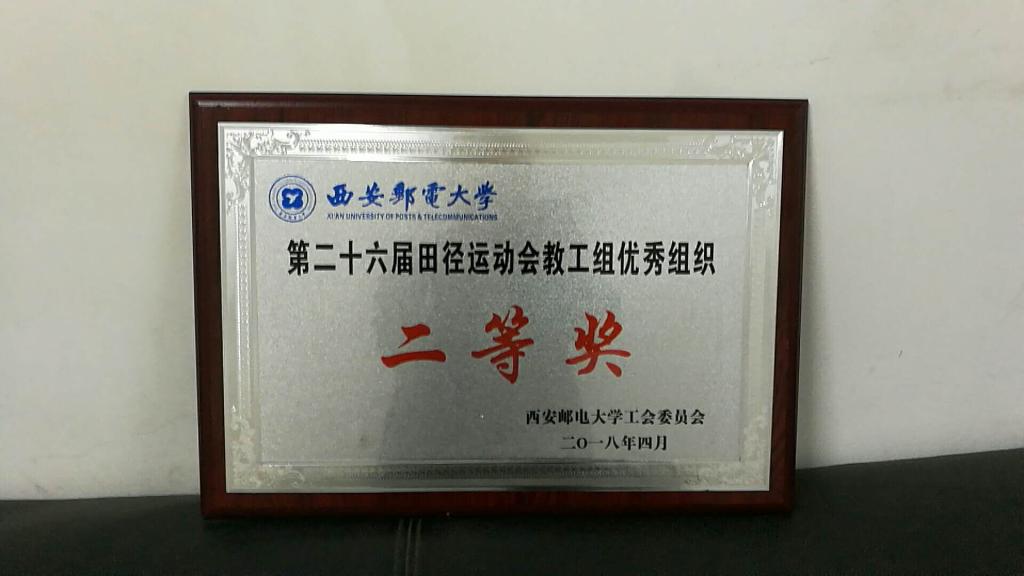 西安郵電大学
XI'AN UNIVERSITY OF POSTS & TELECOMMUNICATIONS
第二十六届田径运动会教工组优秀组织
二等奖
西安邮电大学工会委员会
二〇一八年四月